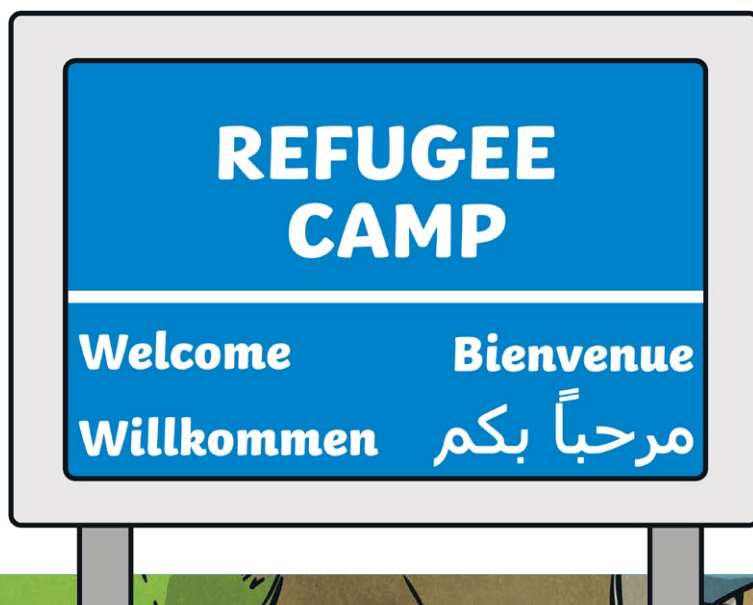 REFUGEE
CAMP
Welcome Bienvenue
Willkommen مرحباً بكم